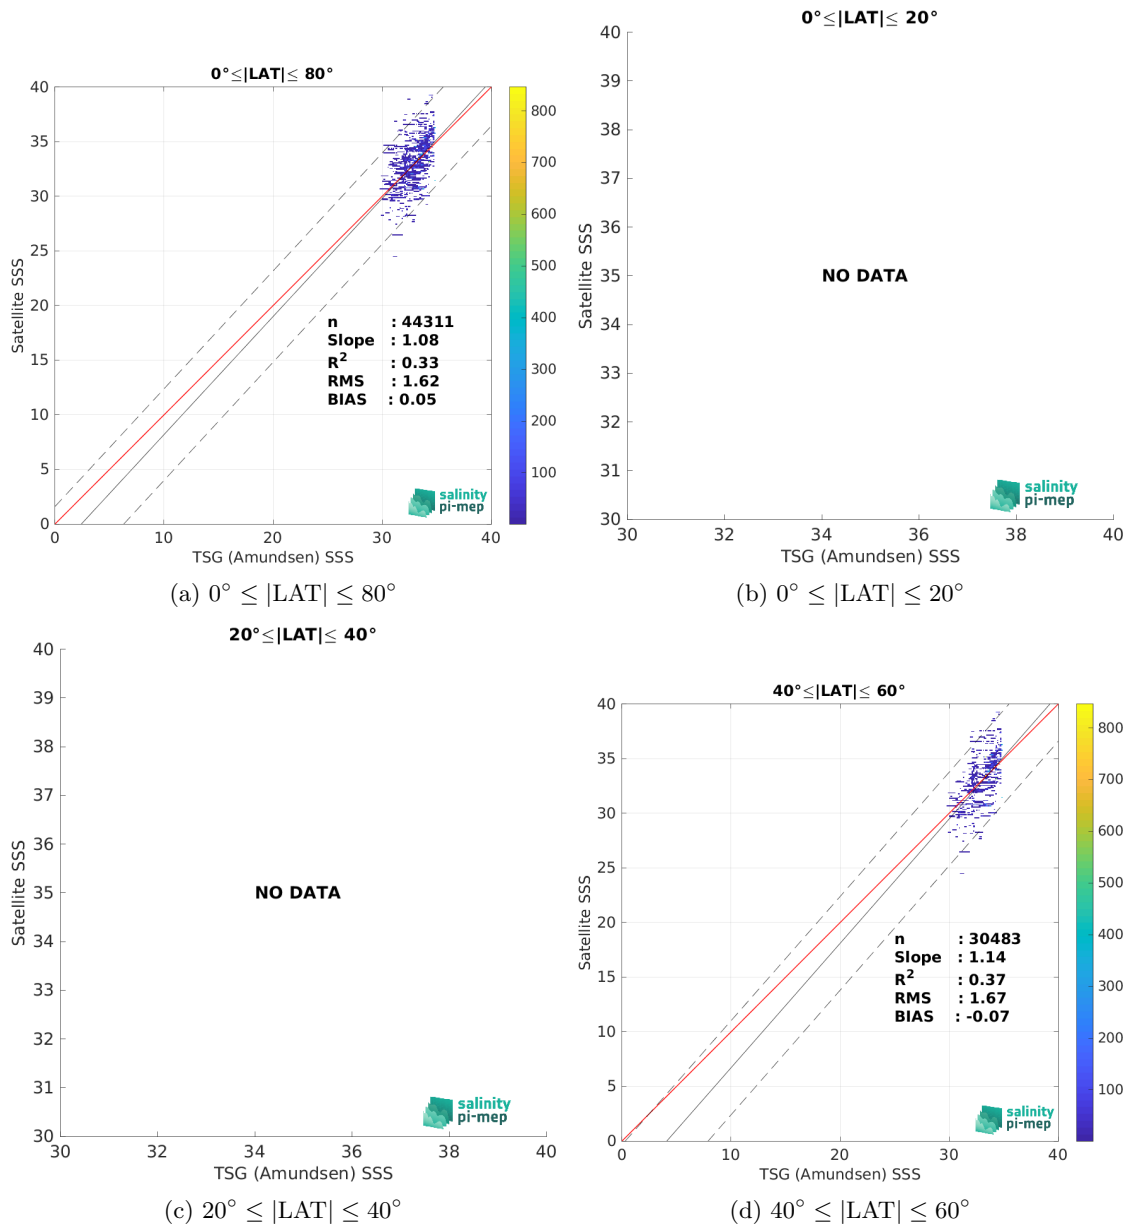 0°≤|LAT|≤ 80°
40
35
30
25
20
15
10
5
0
Satellite SSS
n : 44311
Slope : 1.08
R² : 0.33
RMS : 1.62
BIAS : 0.05
salinity
pi-mep
0 10 20 30 40
TSG (Amundsen) SSS
800
700
600
500
400
300
200
100
(a) 0° ≤ |LAT| ≤ 80°
0°≤|LAT|≤ 20°
40
39
38
37
36
35
34
33
32
31
30
Satellite SSS
NO DATA
salinity
pi-mep
30 32 34 36 38 40
TSG (Amundsen) SSS
(b) 0° ≤ |LAT| ≤ 20°
20°≤|LAT|≤ 40°
40
39
38
37
36
35
34
33
32
31
30
Satellite SSS
NO DATA
salinity
pi-mep
30 32 34 36 38 40
TSG (Amundsen) SSS
(c) 20° ≤ |LAT| ≤ 40°
40°≤|LAT|≤ 60°
40
35
30
25
20
15
10
5
0
Satellite SSS
n : 30483
Slope : 1.14
R² : 0.37
RMS : 1.67
BIAS : -0.07
salinity
pi-mep
0 10 20 30 40
TSG (Amundsen) SSS
800
700
600
500
400
300
200
100
(d) 40° ≤ |LAT| ≤ 60°